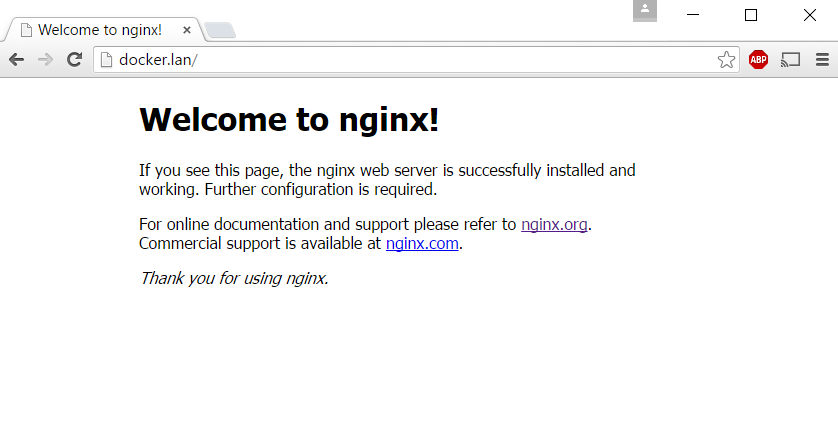 Welcome to nginx!
docker.lan/
ABP
Welcome to nginx!
If you see this page, the nginx web server is successfully installed and
working. Further configuration is required.
For online documentation and support please refer to nginx.org.
Commercial support is available at nginx.com.
Thank you for using nginx.